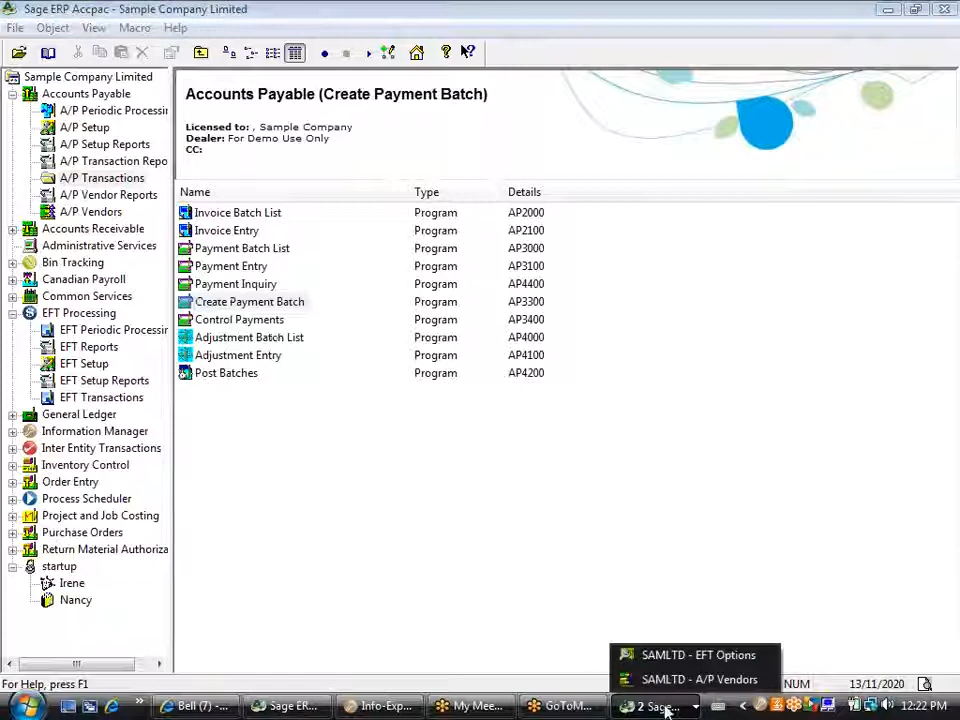 Sage ERP Accpac - Sample Company Limited
File Object View Macro Help
Sample Company Limited
Accounts Payable
A/P Periodic Processin
A/P Setup
A/P Setup Reports
A/P Transaction Repo
A/P Transactions
A/P Vendor Reports
A/P Vendors
Accounts Receivable
Administrative Services
Bin Tracking
Canadian Payroll
Common Services
EFT Processing
EFT Periodic Processin
EFT Reports
EFT Setup
EFT Setup Reports
EFT Transactions
General Ledger
Information Manager
Inter Entity Transactions
Inventory Control
Order Entry
Process Scheduler
Project and Job Costing
Purchase Orders
Return Material Authoriza
startup
Irene
Nancy
Accounts Payable (Create Payment Batch)
Licensed to: , Sample Company
Dealer: For Demo Use Only
CC:
Name Type Details
Invoice Batch List Program AP2000
Invoice Entry Program AP2100
Payment Batch List Program AP3000
Payment Entry Program AP3100
Payment Inquiry Program AP4400
Create Payment Batch Program AP3300
Control Payments Program AP3400
Adjustment Batch List Program AP4000
Adjustment Entry Program AP4100
Post Batches Program AP4200
SAMLTD - EFT Options
SAMLTD - A/P Vendors
For Help, press F1 NUM 13/11/2020
Bell (7) -... Sage ER... Info-Exp... My Mee... GoToM... 2 Sage... 12:22 PM